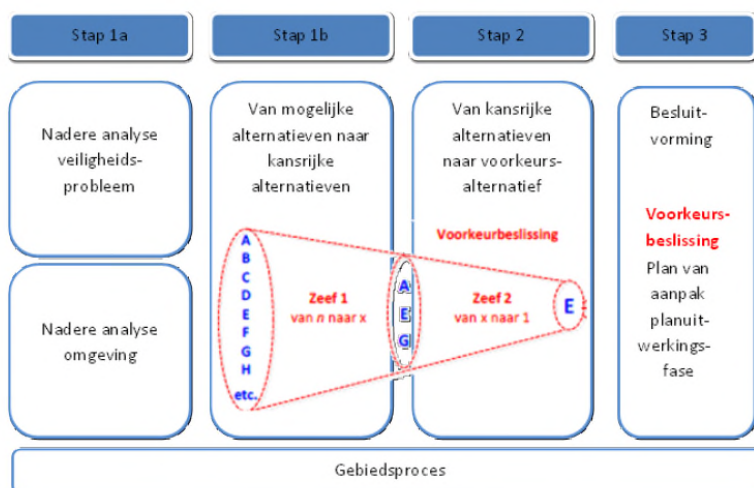 Stap 1a
Stap 1b
Stap 2
Stap 3
Nadere analyse
veiligheids-
probleem
Nadere analyse
omgeving
Van mogelijke
alternatieven naar
kansrijke
alternatieven
A
B
C
D
E
F
G
H
etc.
Zeef 1
van n naar x
A
E
G
Van kansrijke
alternatieven
naar voorkeurs-
alternatief
Voorkeurbeslissing
Zeef 2
van x naar 1
E
Besluit-
vorming
Voorkeurs-
beslissing
Plan van
aanpak
planuit-
werkings-
fase
Gebiedsproces